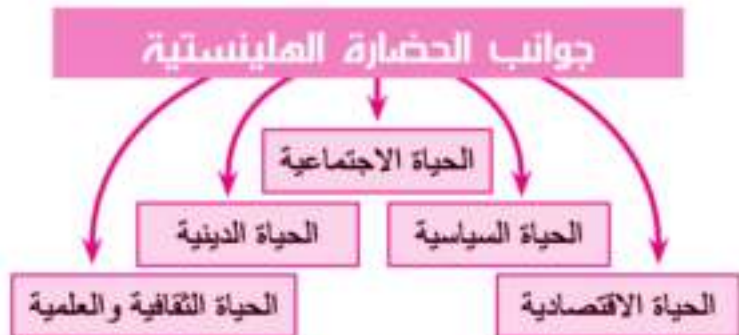 جوانب الحضارة الهلينستية
الحياة الاجتماعية
الحياة السياسية
الحياة الدينية
الحياة الاقتصادية
الحياة الثقافية والعلمية